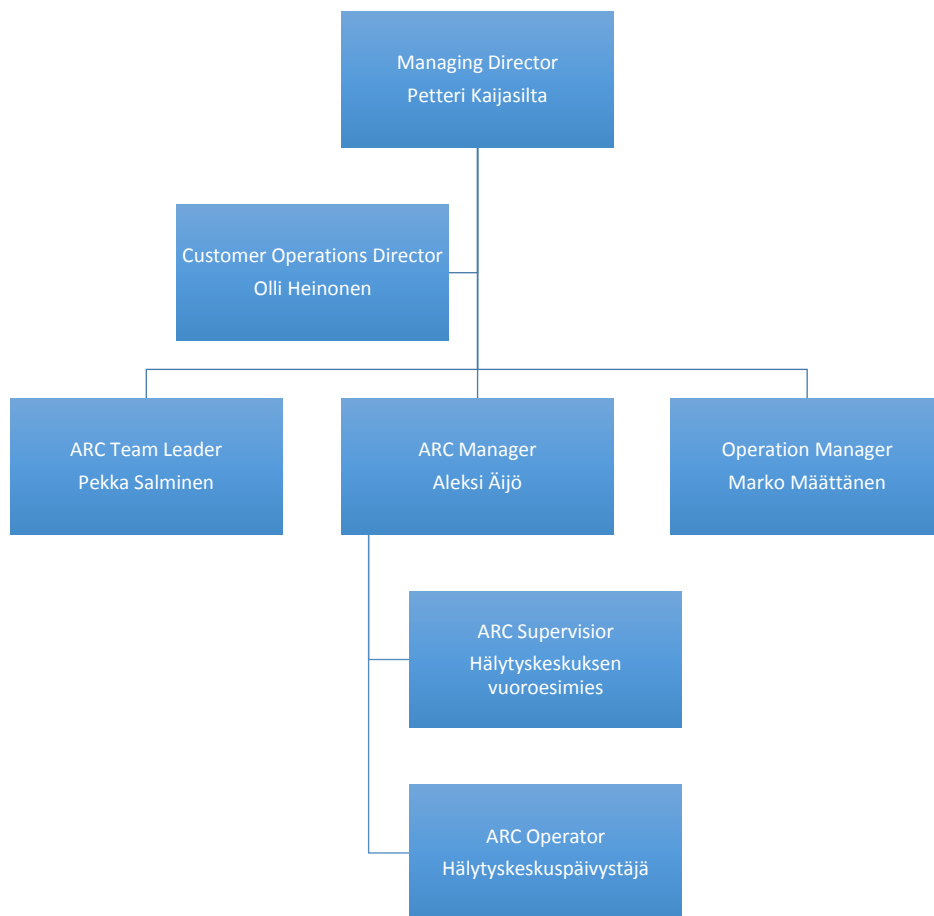 Managing Director
Petteri Kaijasilta
Customer Operations Director
Olli Heinonen
ARC Team Leader
Pekka Salminen
ARC Manager
Aleksi Äijö
Operation Manager
Marko Määttänen
ARC Supervisior
Hälytyskeskuksen
vuoroesimies
ARC Operator
Hälytyskeskuspäivystäjä